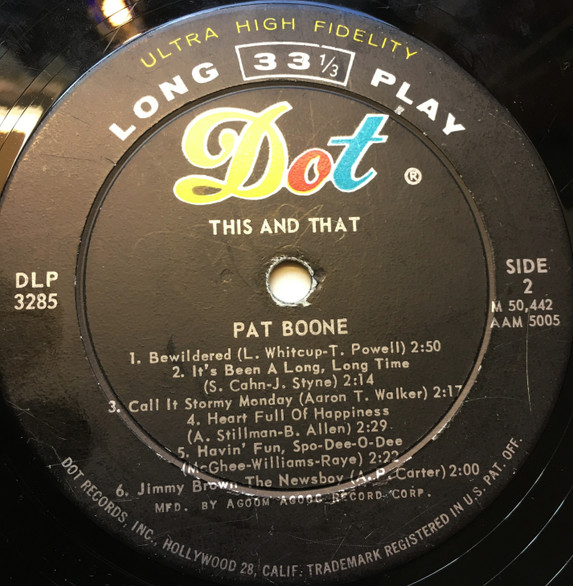 ULTRA HIGH FIDELITY
LONG 33 1/3 PLAY
Dot ®
THIS AND THAT
DLP
3285
SIDE
2
M 50,442
AAM 5005
PAT BOONE
1. Bewildered (L. Whitcup-T. Powell) 2:50
2. It's Been A Long, Long Time
(S. Cahn-J. Styne) 2:14
3. Call It Stormy Monday (Aaron T. Walker) 2:17
4. Heart Full Of Happiness
(A. Stillman-B. Allen) 2:29
5. Havin' Fun, Spo-Dee-O-Dee
(McGhee-Williams-Raye) 2:22
6. Jimmy Brown The Newsboy (A. P. Carter) 2:00
MFD. BY AGOOM AGOOG RECORD CORP.
DOT RECORDS, INC., HOLLYWOOD 28, CALIF. TRADEMARK REGISTERED IN U.S. PAT. OFF.